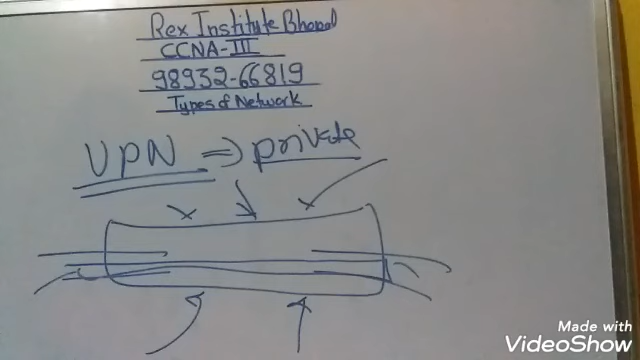 Rex Institute Bhopal
CCNA-III
98932-66819
Types of Network
VPN ⇒ private
Made with
VideoShow